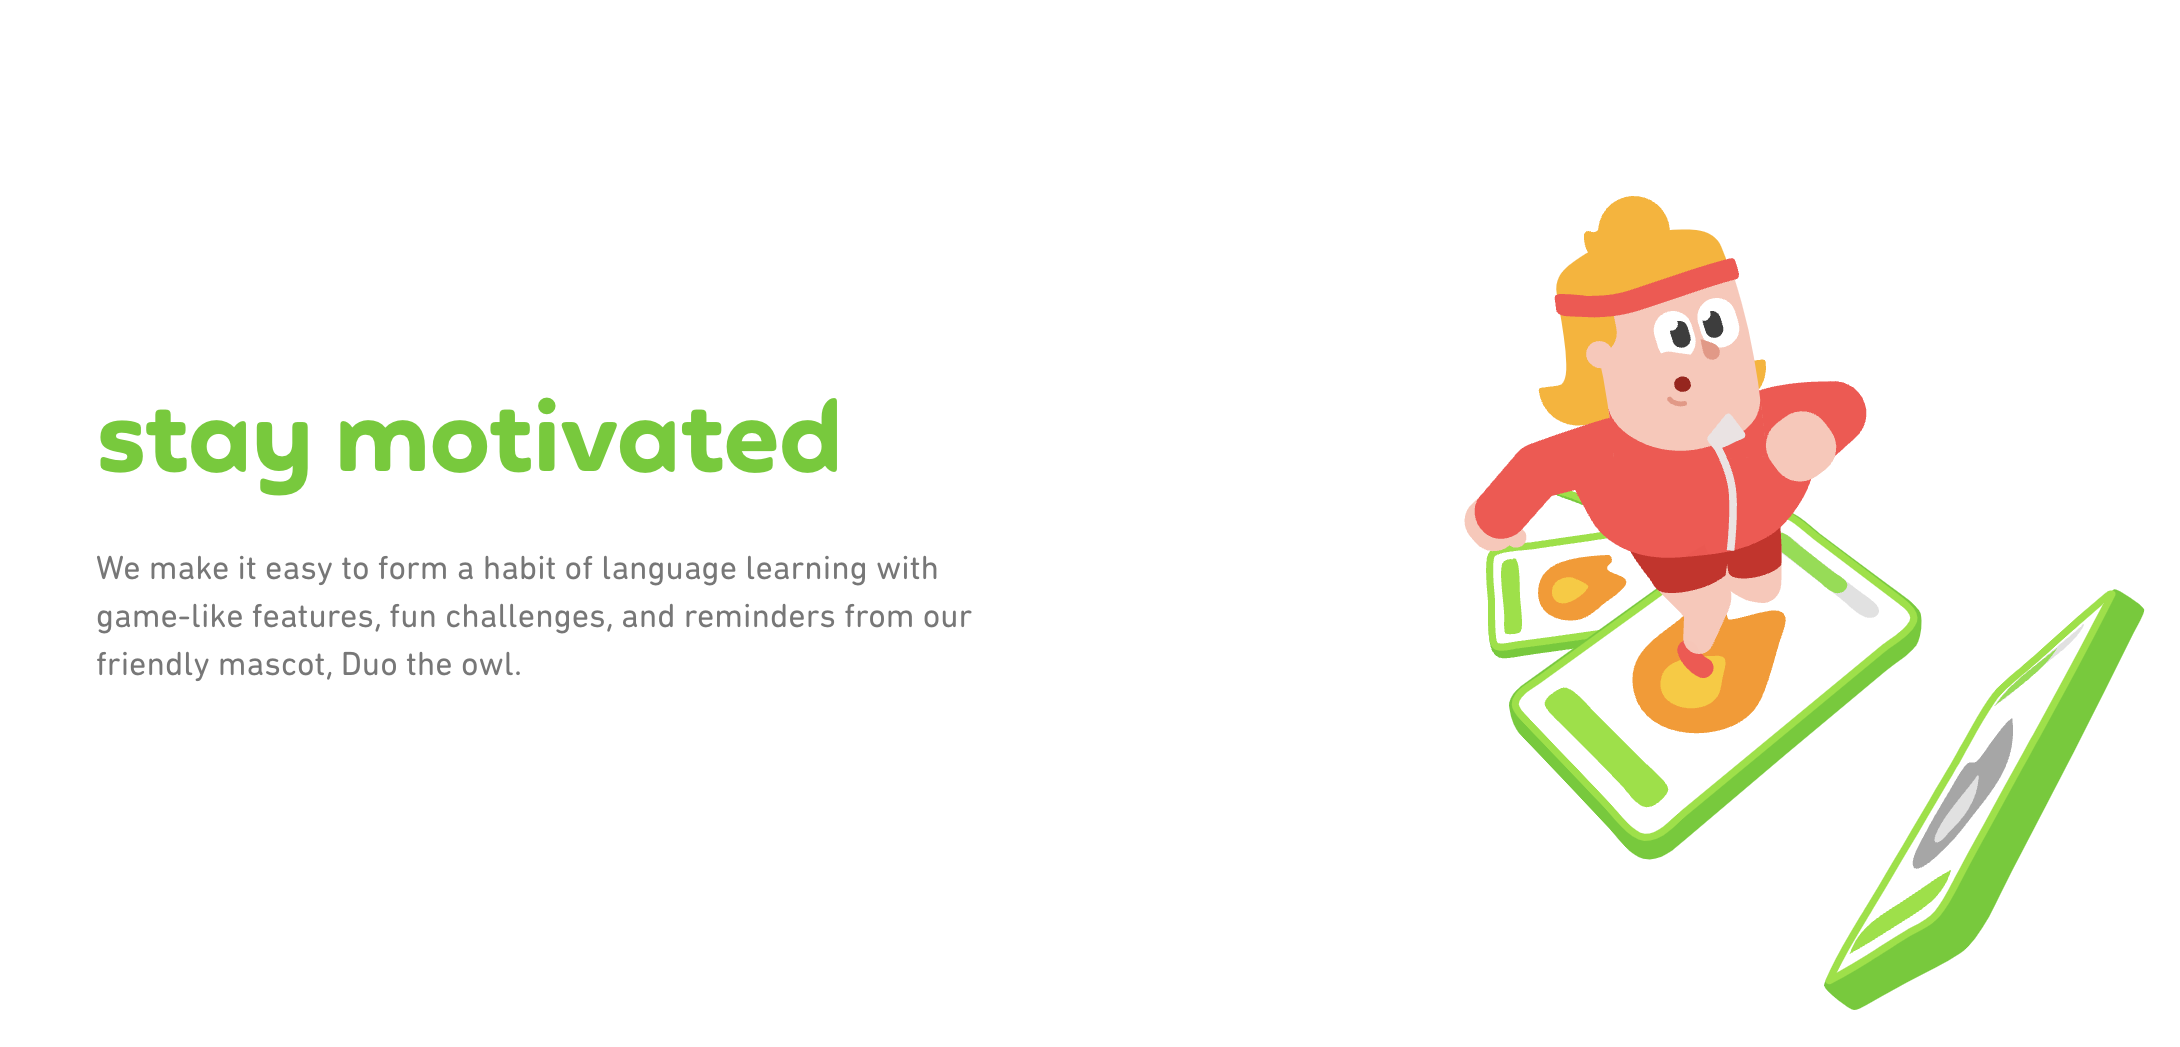 stay motivated
We make it easy to form a habit of language learning with
game-like features, fun challenges, and reminders from our
friendly mascot, Duo the owl.